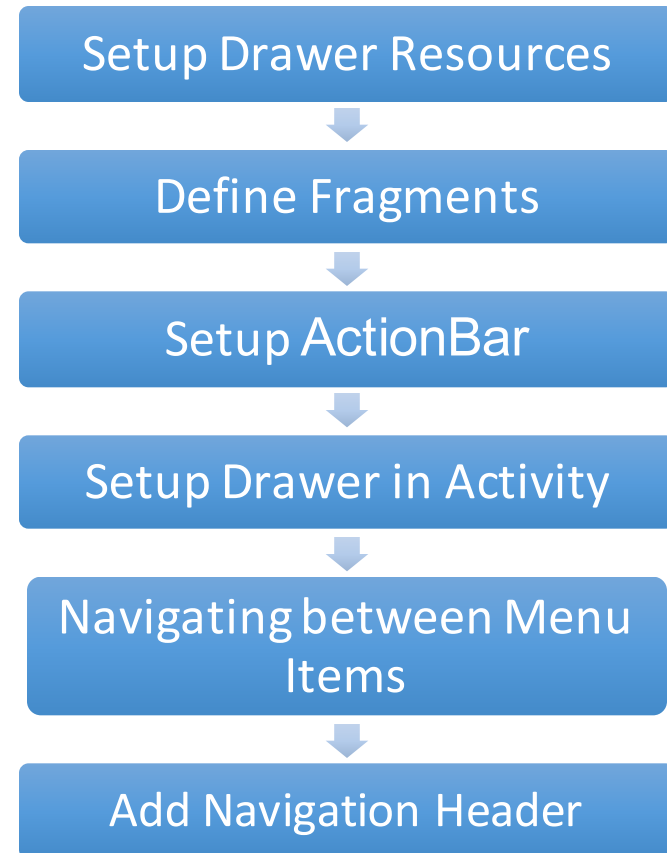 Setup Drawer Resources
Define Fragments
Setup ActionBar
Setup Drawer in Activity
Navigating between Menu
Items
Add Navigation Header